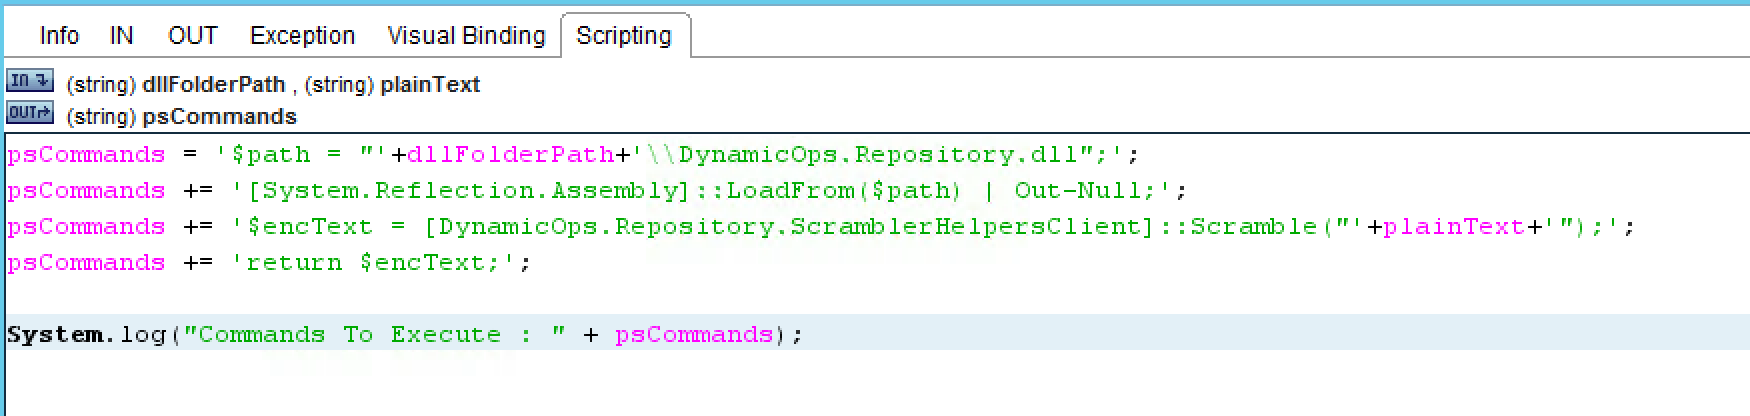 Info IN OUT Exception Visual Binding Scripting
IN (string) dllFolderPath , (string) plainText
OUT (string) psCommands
psCommands = '$path = "'+dllFolderPath+'\\DynamicOps.Repository.dll";';
psCommands += '[System.Reflection.Assembly]::LoadFrom($path) | Out-Null;';
psCommands += '$encText = [DynamicOps.Repository.ScramblerHelpersClient]::Scramble("'+plainText+'");';
psCommands += 'return $encText;';
System.log("Commands To Execute : " + psCommands);